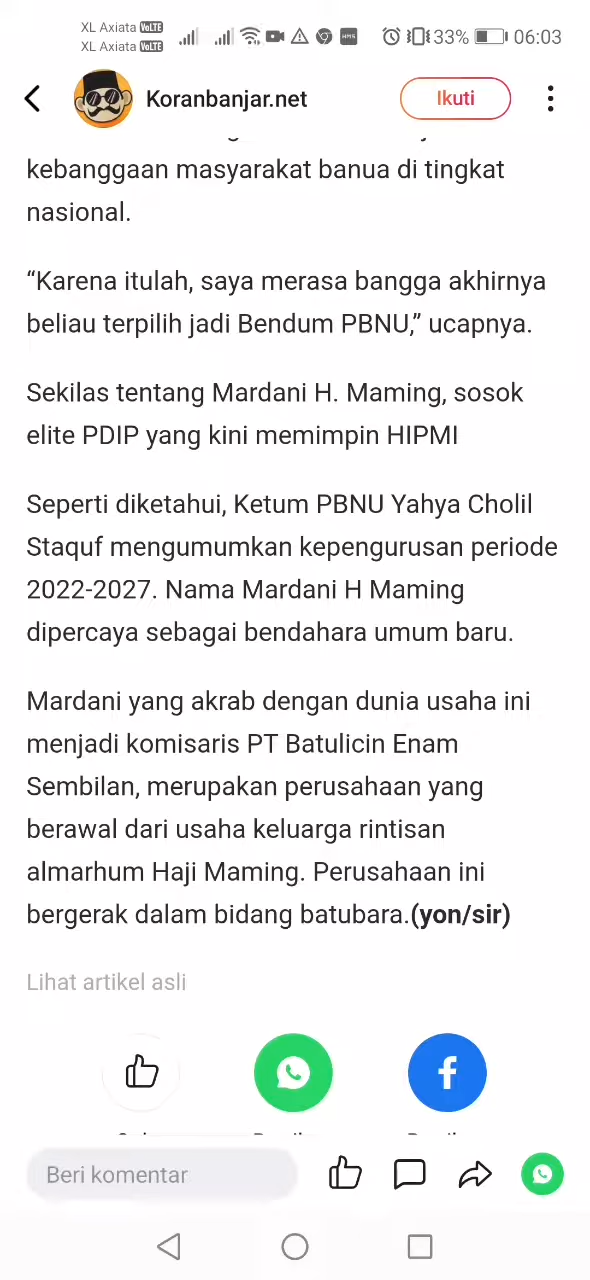 XL Axiata VoLTE
XL Axiata VoLTE
33% 06:03
Koranbanjar.net
Ikuti
kebanggaan masyarakat banua di tingkat
nasional.
“Karena itulah, saya merasa bangga akhirnya
beliau terpilih jadi Bendum PBNU,” ucapnya.
Sekilas tentang Mardani H. Maming, sosok
elite PDIP yang kini memimpin HIPMI
Seperti diketahui, Ketum PBNU Yahya Cholil
Staquf mengumumkan kepengurusan periode
2022-2027. Nama Mardani H Maming
dipercaya sebagai bendahara umum baru.
Mardani yang akrab dengan dunia usaha ini
menjadi komisaris PT Batulicin Enam
Sembilan, merupakan perusahaan yang
berawal dari usaha keluarga rintisan
almarhum Haji Maming. Perusahaan ini
bergerak dalam bidang batubara.(yon/sir)
Lihat artikel asli
Beri komentar